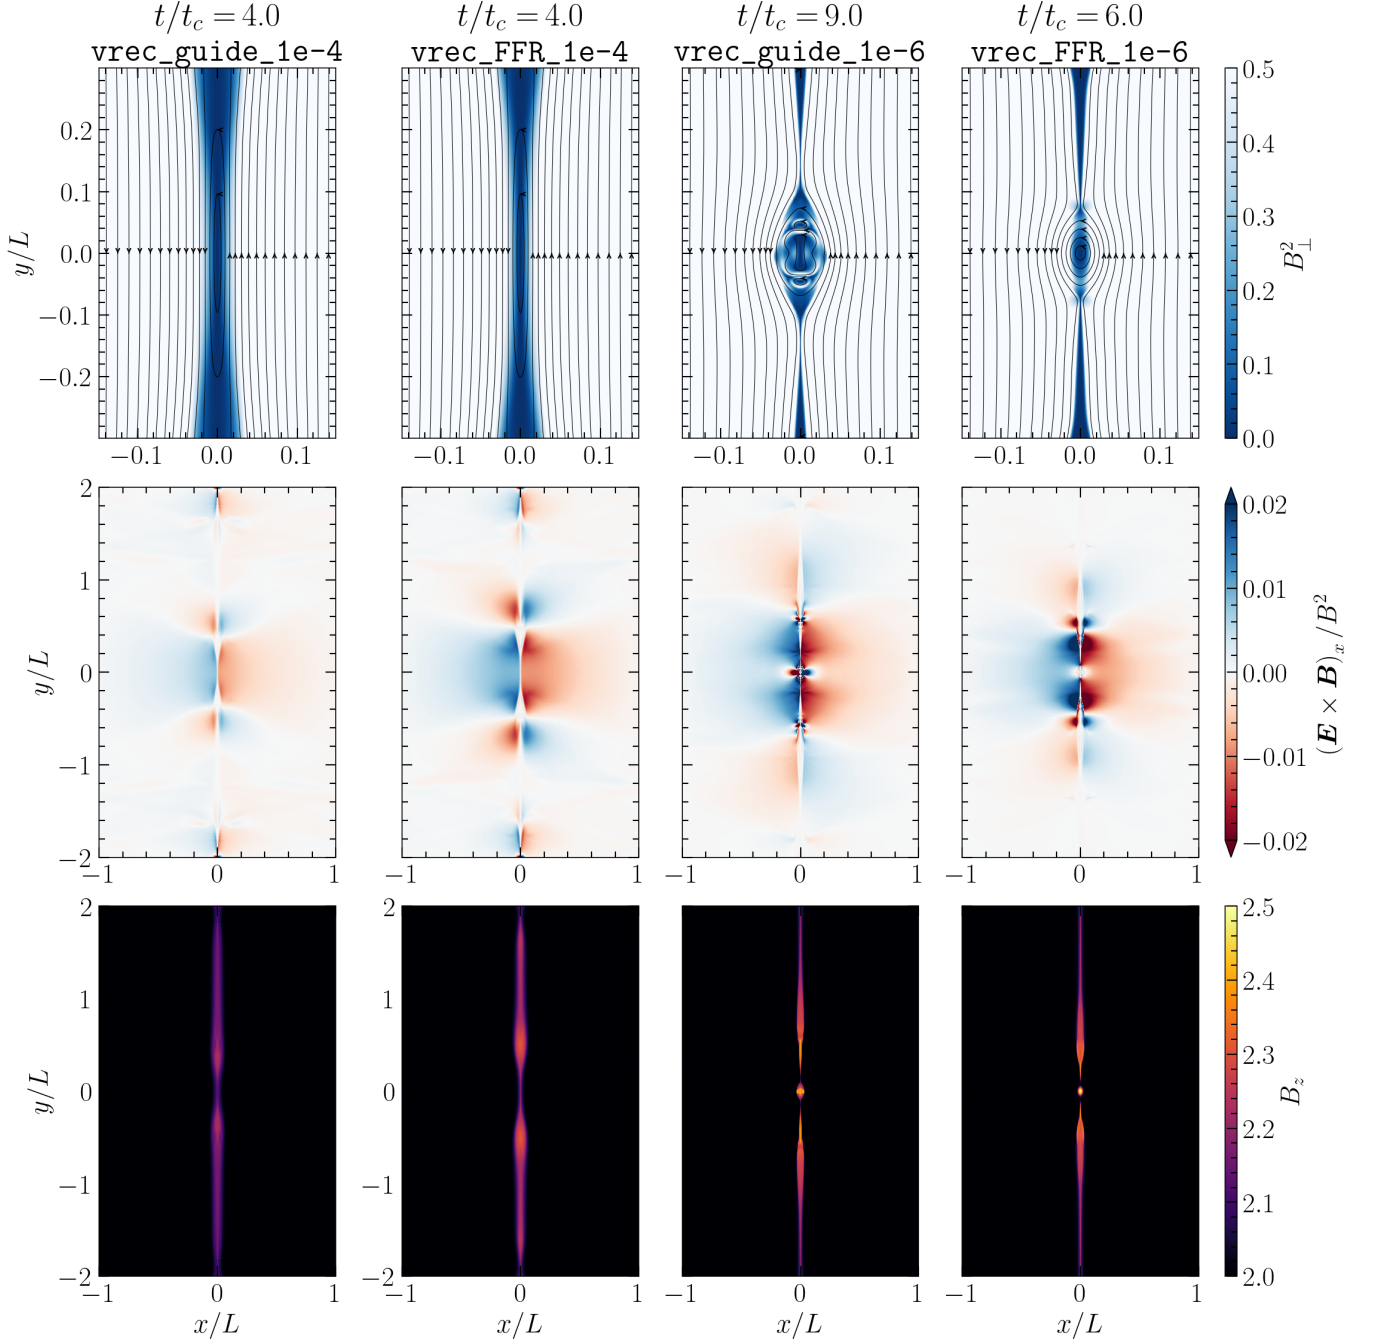 t/t_c = 4.0 t/t_c = 4.0 t/t_c = 9.0 t/t_c = 6.0
vrec_guide_1e-4 vrec_FFR_1e-4 vrec_guide_1e-6 vrec_FFR_1e-6
y/L
0.2
0.1
0.0
−0.1
−0.2
−0.1 0.0 0.1 −0.1 0.0 0.1 −0.1 0.0 0.1 −0.1 0.0 0.1
0.5
0.4
0.3
0.2
0.1
0.0
B_⊥^2
y/L
2
1
0
−1
−2
−1 0 1 −1 0 1 −1 0 1 −1 0 1
0.02
0.01
0.00
−0.01
−0.02
(E × B)_x/B^2
y/L
2 2
1 1
0 0
−1 −1
−2 −2
−1 0 1 −1 0 1 −1 0 1 −1 0 1
x/L x/L x/L x/L
2.5
2.4
2.3
2.2
2.1
2.0
B_z